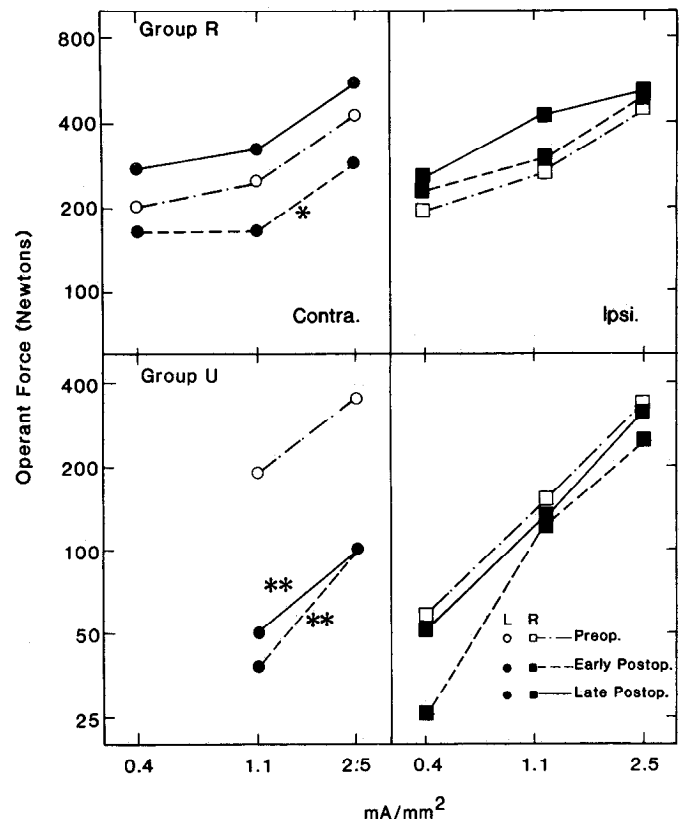 Group R
800
400
200
100
*
Contra.
Ipsi.
Operant Force (Newtons)
Group U
400
200
100
50
25
**
**
L R
Preop.
Early Postop.
Late Postop.
0.4 1.1 2:5
0.4 1.1 2.5
mA/mm²